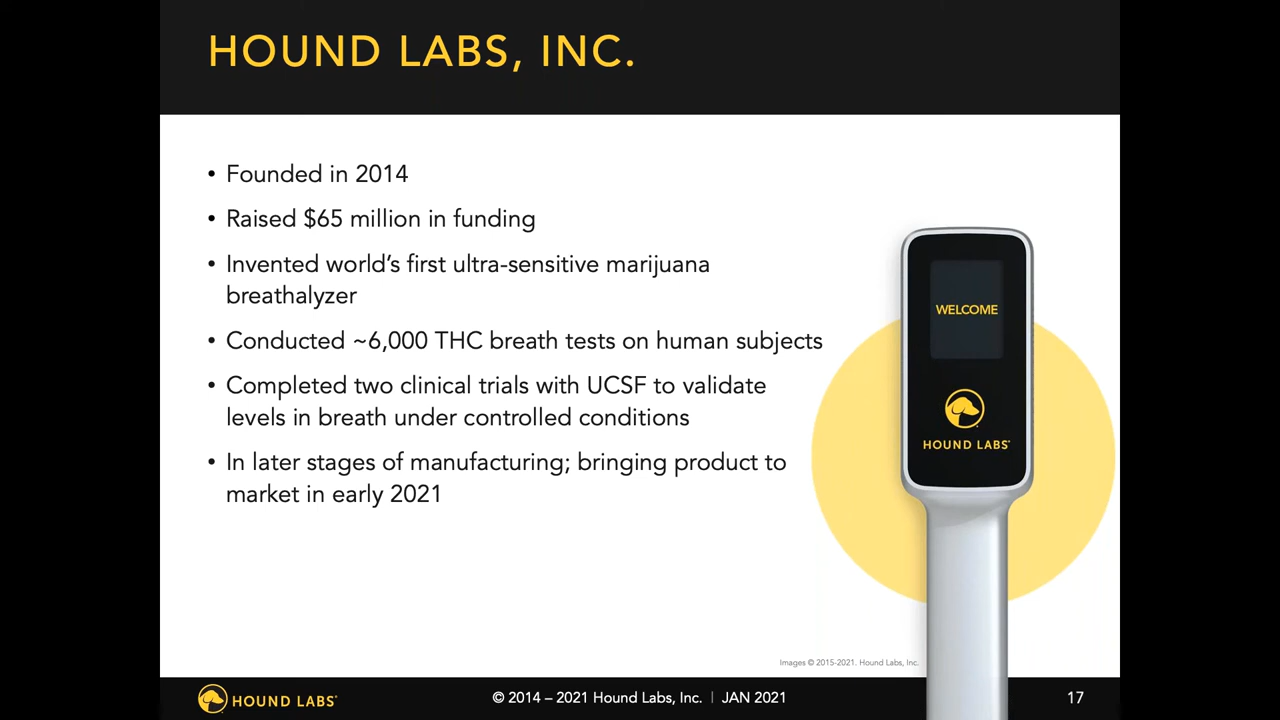 HOUND LABS, INC.
• Founded in 2014
• Raised $65 million in funding
• Invented world's first ultra-sensitive marijuana
breathalyzer
• Conducted ~6,000 THC breath tests on human subjects
• Completed two clinical trials with UCSF to validate
levels in breath under controlled conditions
• In later stages of manufacturing; bringing product to
market in early 2021
WELCOME
HOUND LABS®
Images © 2015-2021. Hound Labs, Inc.
HOUND LABS®
© 2014 – 2021 Hound Labs, Inc. | JAN 2021
17